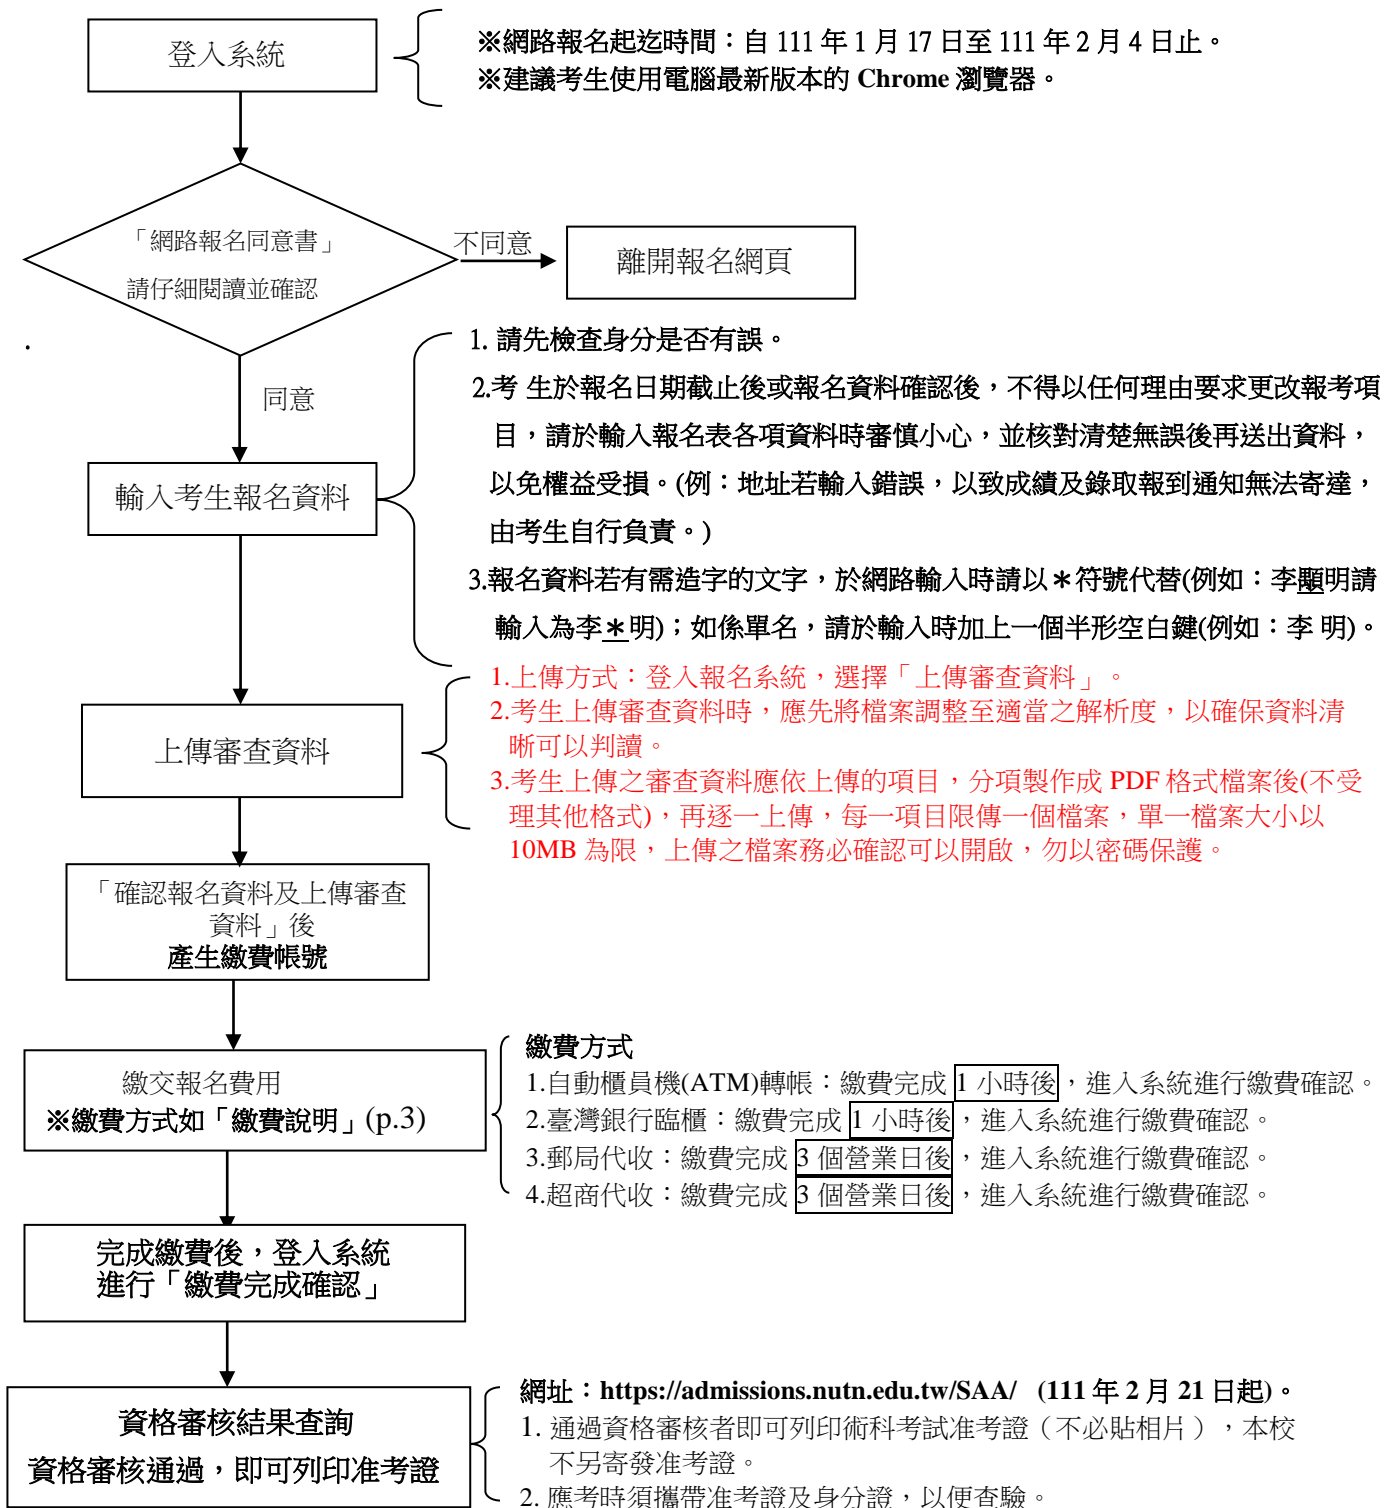 登入系統
※網路報名起迄時間：自 111 年 1 月 17 日至 111 年 2 月 4 日止。
※建議考生使用電腦最新版本的 Chrome 瀏覽器。
「網路報名同意書」
請仔細閱讀並確認
不同意
離開報名網頁
.
同意
輸入考生報名資料
1. 請先檢查身分是否有誤。
2.考 生於報名日期截止後或報名資料確認後，不得以任何理由要求更改報考項
目，請於輸入報名表各項資料時審慎小心，並核對清楚無誤後再送出資料，
以免權益受損。(例：地址若輸入錯誤，以致成績及錄取報到通知無法寄達，
由考生自行負責。)
3.報名資料若有需造字的文字，於網路輸入時請以＊符號代替(例如：李顯明請
輸入為李＊明)；如係單名，請於輸入時加上一個半形空白鍵(例如：李 明)。
上傳審查資料
1.上傳方式：登入報名系統，選擇「上傳審查資料」。
2.考生上傳審查資料時，應先將檔案調整至適當之解析度，以確保資料清
晰可以判讀。
3.考生上傳之審查資料應依上傳的項目，分項製作成 PDF 格式檔案後(不受
理其他格式)，再逐一上傳，每一項目限傳一個檔案，單一檔案大小以
10MB 為限，上傳之檔案務必確認可以開啟，勿以密碼保護。
「確認報名資料及上傳審查
資料」後
產生繳費帳號
繳交報名費用
※繳費方式如「繳費說明」(p.3)
繳費方式
1.自動櫃員機(ATM)轉帳：繳費完成 1 小時後，進入系統進行繳費確認。
2.臺灣銀行臨櫃：繳費完成 1 小時後，進入系統進行繳費確認。
3.郵局代收：繳費完成 3 個營業日後，進入系統進行繳費確認。
4.超商代收：繳費完成 3 個營業日後，進入系統進行繳費確認。
完成繳費後，登入系統
進行「繳費完成確認」
資格審核結果查詢
資格審核通過，即可列印准考證
網址：https://admissions.nutn.edu.tw/SAA/ (111 年 2 月 21 日起)。
1. 通過資格審核者即可列印術科考試准考證（不必貼相片），本校
不另寄發准考證。
2. 應考時須攜帶准考證及身分證，以便查驗。